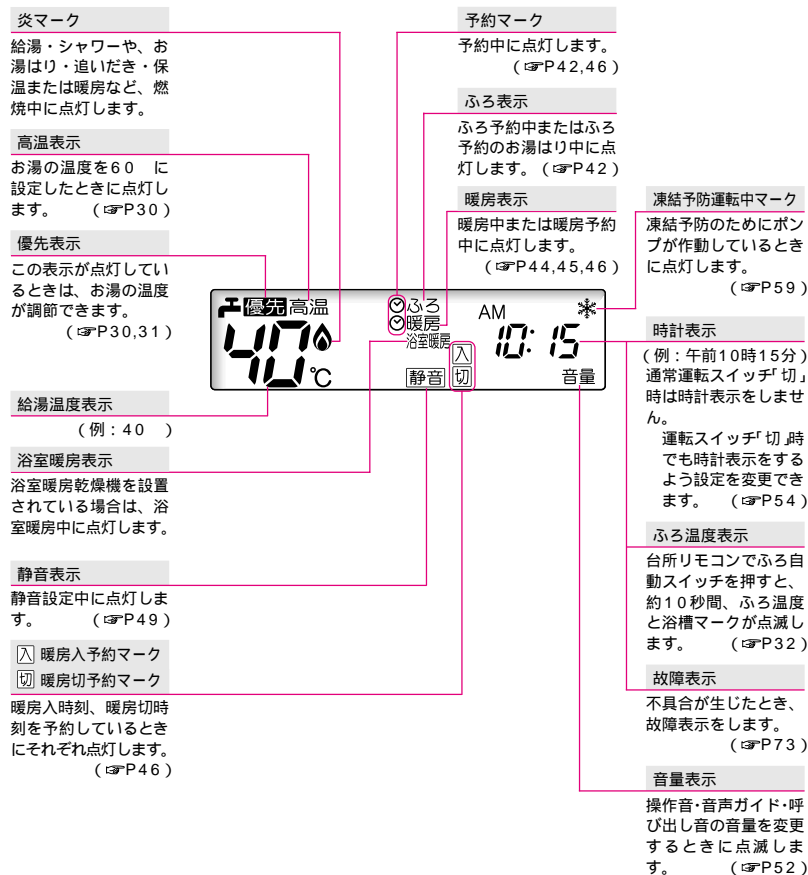 炎マーク
給湯・シャワーや、お
湯はり・追いだき・保
温または暖房など、燃
焼中に点灯します。
高温表示
お湯の温度を60　に
設定したときに点灯し
ます。　（☞P30）
優先表示
この表示が点灯してい
るときは、お湯の温度
が調節できます。
（☞P30,31）
給湯温度表示
（例：40　）
浴室暖房表示
浴室暖房乾燥機を設置
されている場合は、浴
室暖房中に点灯します。
静音表示
静音設定中に点灯しま
す。　（☞P49）
入 暖房入予約マーク
切 暖房切予約マーク
暖房入時刻、暖房切時
刻を予約しているとき
にそれぞれ点灯します。
（☞P46）
予約マーク
予約中に点灯します。
（☞P42,46）
ふろ表示
ふろ予約中またはふろ
予約のお湯はり中に点
灯します。（☞P42）
暖房表示
暖房中または暖房予約
中に点灯します。
（☞P44,45,46）
優先 高温
40℃
ふろ
暖房
浴室暖房
入
静音 切
AM
10:15
音量
凍結予防運転中マーク
凍結予防のためにポン
プが作動しているとき
に点灯します。
（☞P59）
時計表示
（例：午前10時15分）
通常運転スイッチ「切」
時は時計表示をしませ
ん。
運転スイッチ「切」時
でも時計表示をする
よう設定を変更でき
ます。　（☞P54）
ふろ温度表示
台所リモコンでふろ自
動スイッチを押すと、
約10秒間、ふろ温度
と浴槽マークが点滅し
ます。　（☞P32）
故障表示
不具合が生じたとき、
故障表示をします。
（☞P73）
音量表示
操作音・音声ガイド・呼
び出し音の音量を変更
するときに点滅しま
す。　（☞P52）